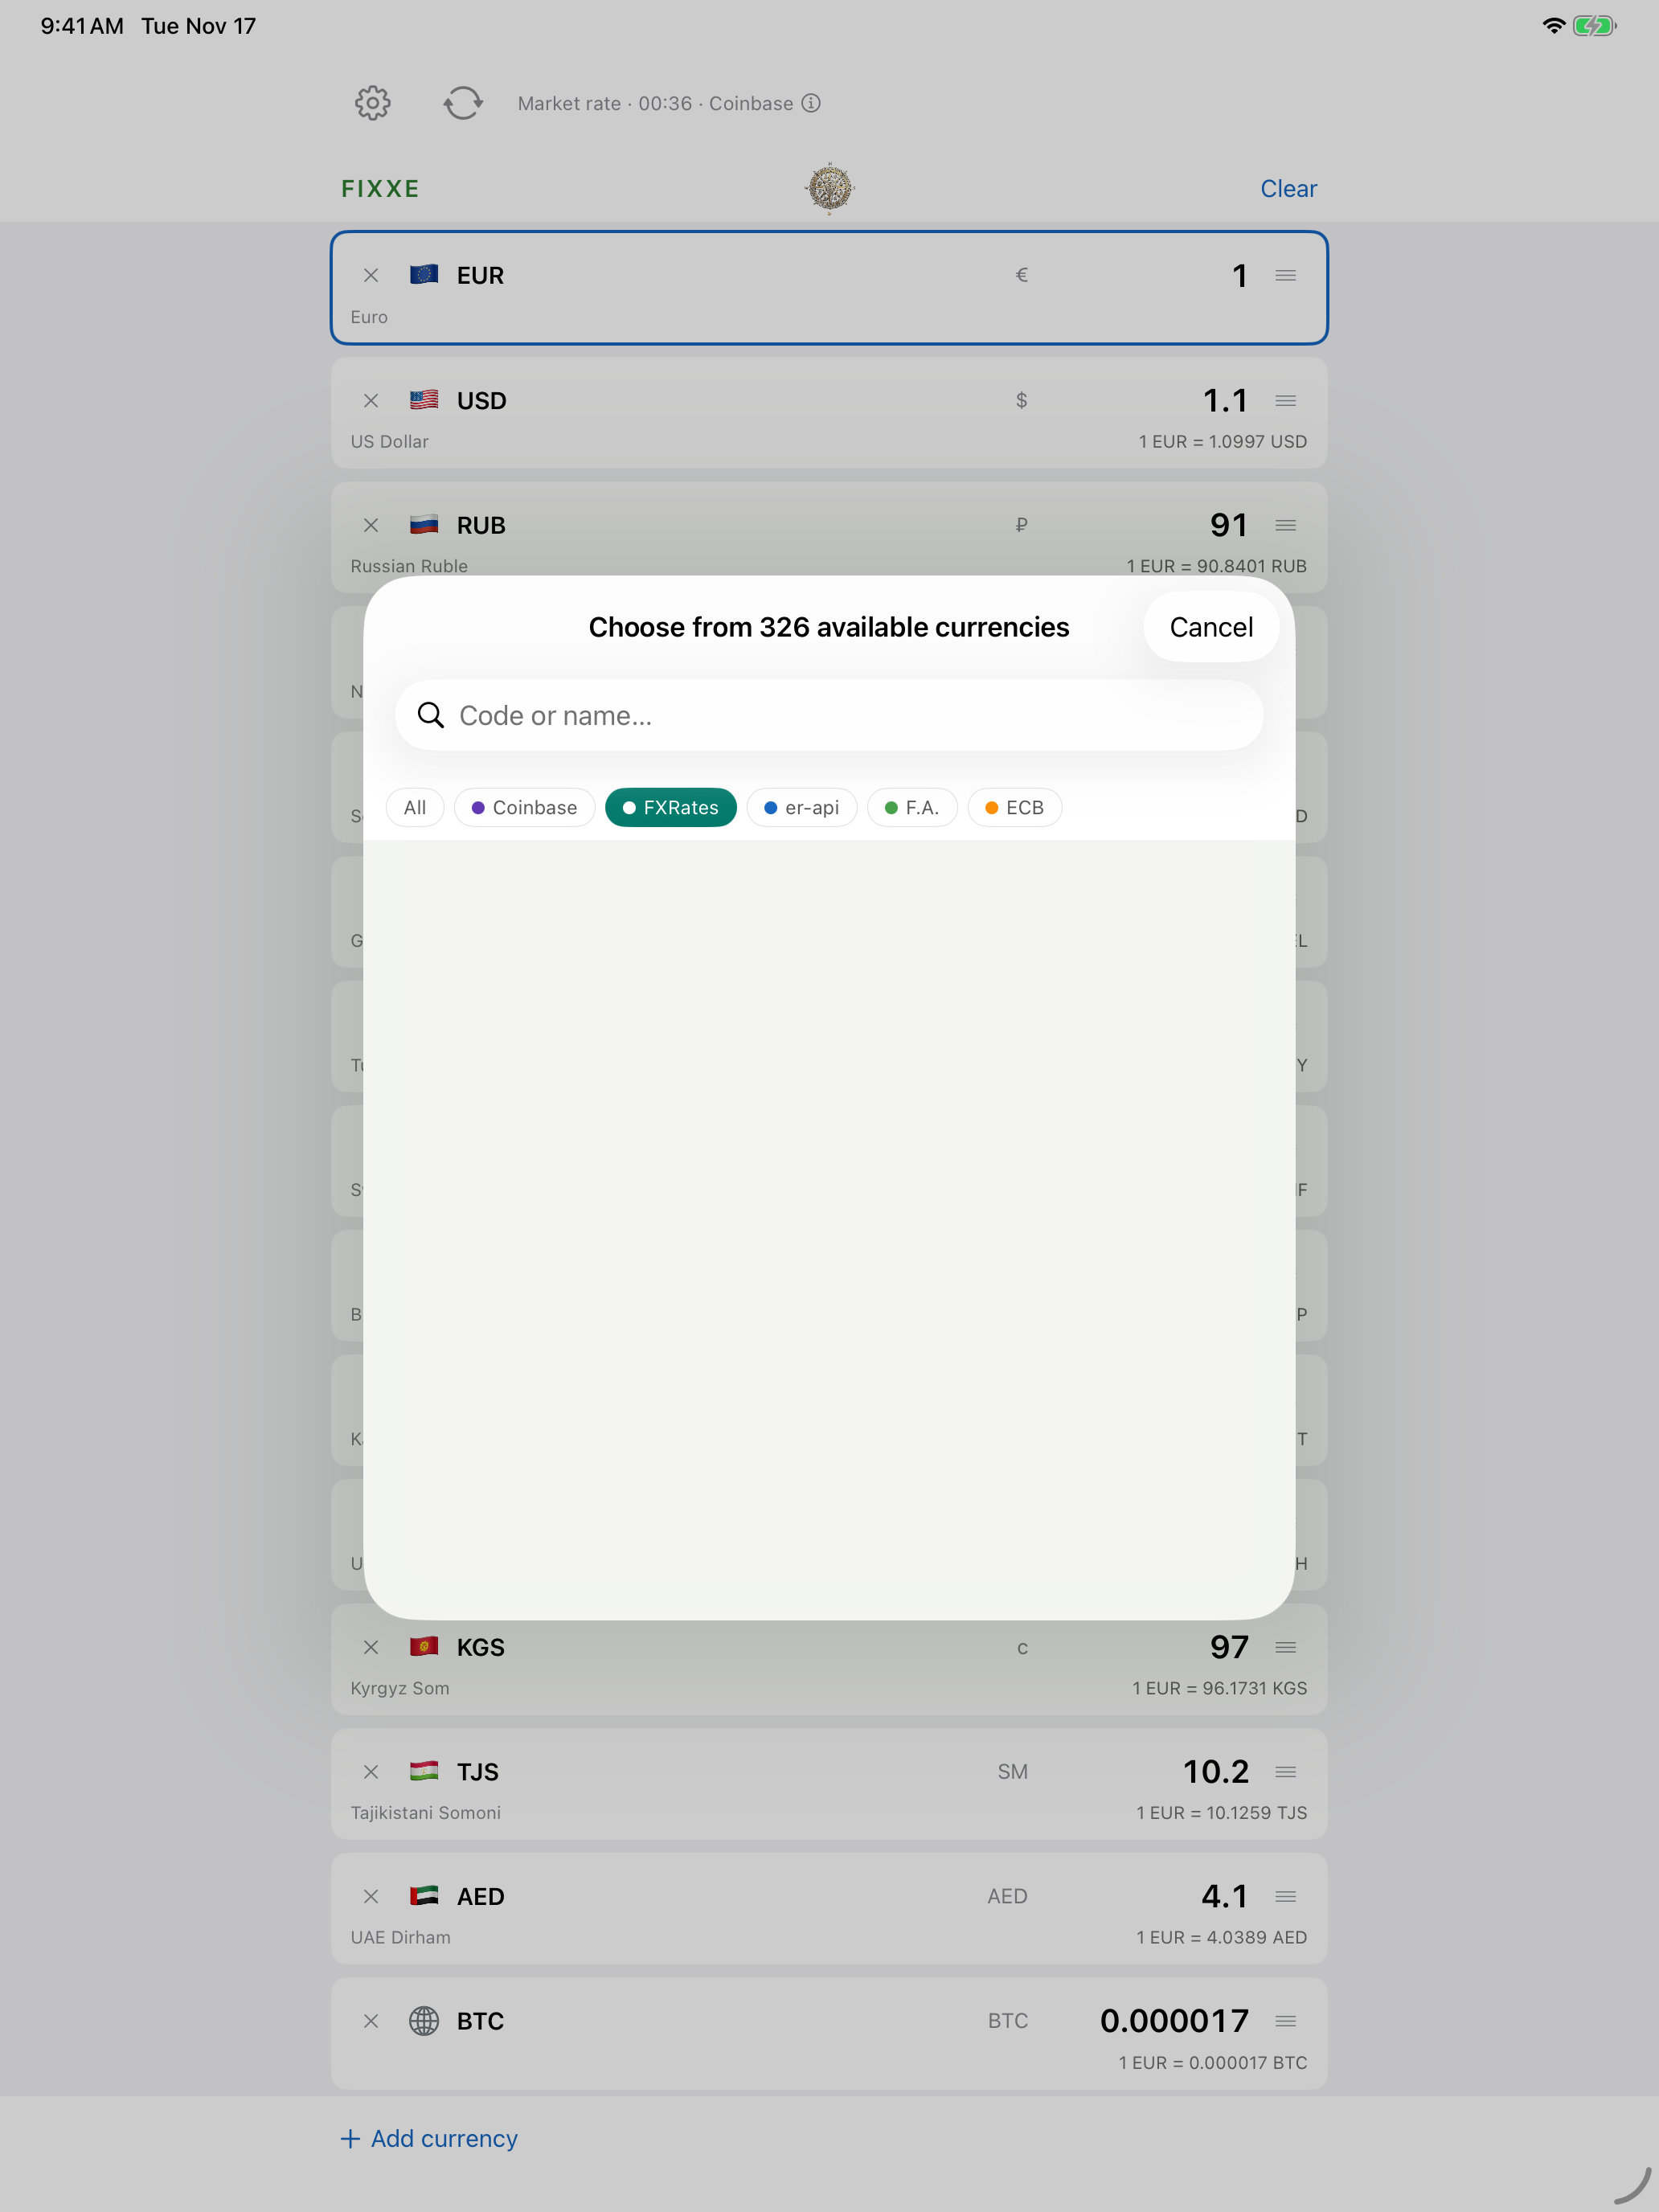 9:41 AM Tue Nov 17
Market rate · 00:36 · Coinbase
FIXXE
Clear
EUR € 1
Euro
USD $ 1.1
US Dollar 1 EUR = 1.0997 USD
RUB ₽ 91
Russian Ruble 1 EUR = 90.8401 RUB
Choose from 326 available currencies
Cancel
Code or name...
All Coinbase FXRates er-api F.A. ECB
KGS с 97
Kyrgyz Som 1 EUR = 96.1731 KGS
TJS SM 10.2
Tajikistani Somoni 1 EUR = 10.1259 TJS
AED AED 4.1
UAE Dirham 1 EUR = 4.0389 AED
BTC BTC 0.000017
1 EUR = 0.000017 BTC
+ Add currency